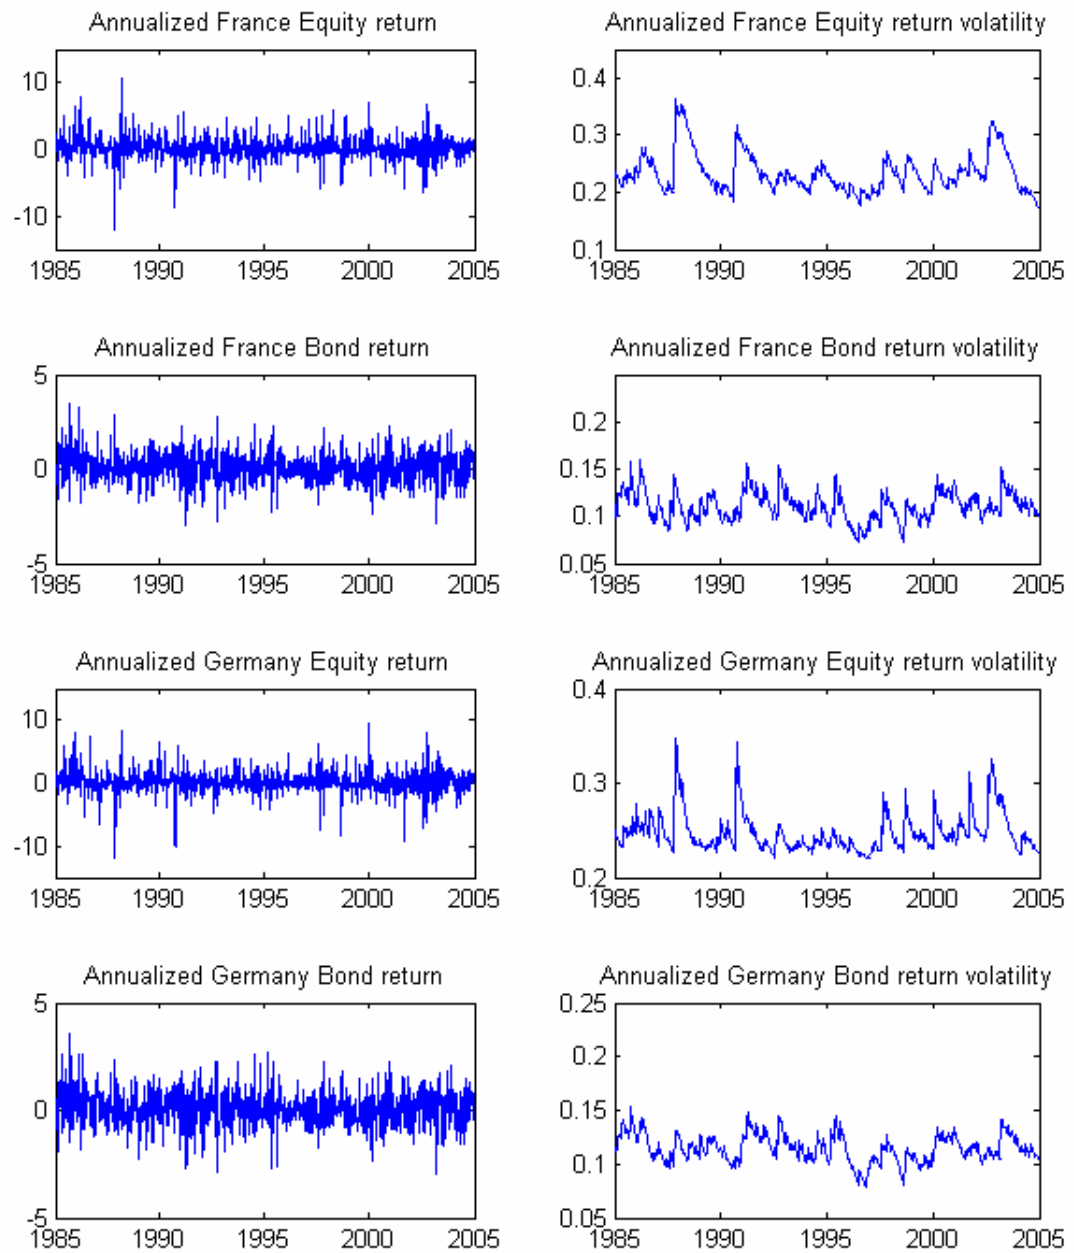 Annualized France Equity return
Annualized France Equity return volatility
10
0
-10
1985 1990 1995 2000 2005
0.4
0.3
0.2
0.1
1985 1990 1995 2000 2005
Annualized France Bond return
Annualized France Bond return volatility
5
0
-5
1985 1990 1995 2000 2005
0.2
0.15
0.1
0.05
1985 1990 1995 2000 2005
Annualized Germany Equity return
Annualized Germany Equity return volatility
10
0
-10
1985 1990 1995 2000 2005
0.4
0.3
0.2
1985 1990 1995 2000 2005
Annualized Germany Bond return
Annualized Germany Bond return volatility
5
0
-5
1985 1990 1995 2000 2005
0.25
0.2
0.15
0.1
0.05
1985 1990 1995 2000 2005